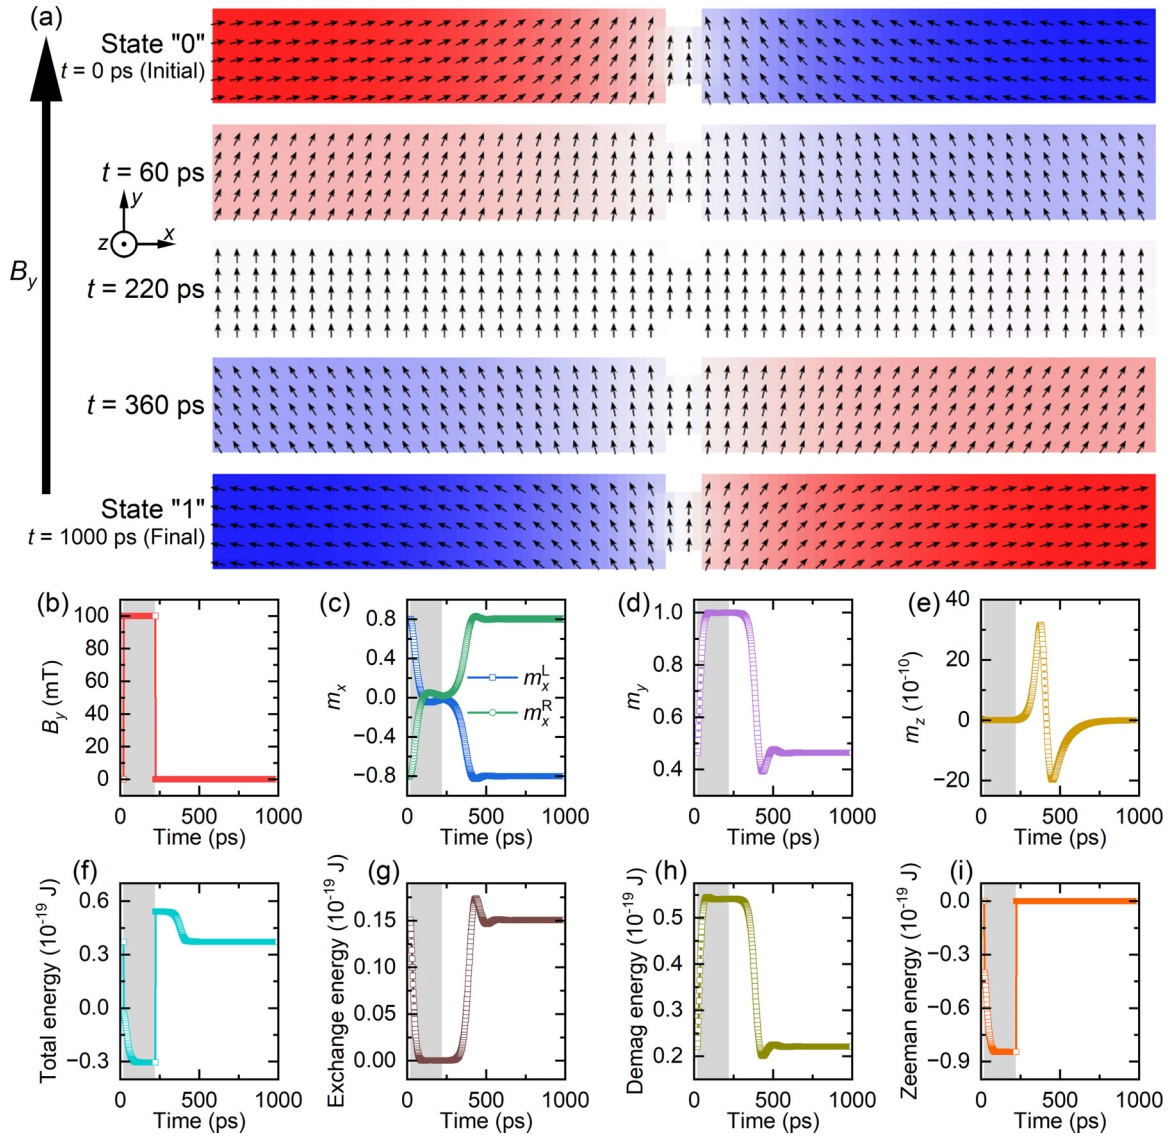 (a)
State "0"
t = 0 ps (Initial)
t = 60 ps
y
z x
B_y
t = 220 ps
t = 360 ps
State "1"
t = 1000 ps (Final)
(b)
B_y (mT)
100
80
60
40
20
0
0 500 1000
Time (ps)
(c)
m_x
0.8
0.4
0.0
−0.4
−0.8
m_x^L
m_x^R
0 500 1000
Time (ps)
(d)
m_y
1.0
0.8
0.6
0.4
0 500 1000
Time (ps)
(e)
m_z (10^-10)
40
20
0
−20
0 500 1000
Time (ps)
(f)
Total energy (10^-19 J)
0.6
0.3
0.0
−0.3
0 500 1000
Time (ps)
(g)
Exchange energy (10^-19 J)
0.15
0.10
0.05
0.00
0 500 1000
Time (ps)
(h)
Demag energy (10^-19 J)
0.5
0.4
0.3
0.2
0 500 1000
Time (ps)
(i)
Zeeman energy (10^-19 J)
0.0
−0.3
−0.6
−0.9
0 500 1000
Time (ps)